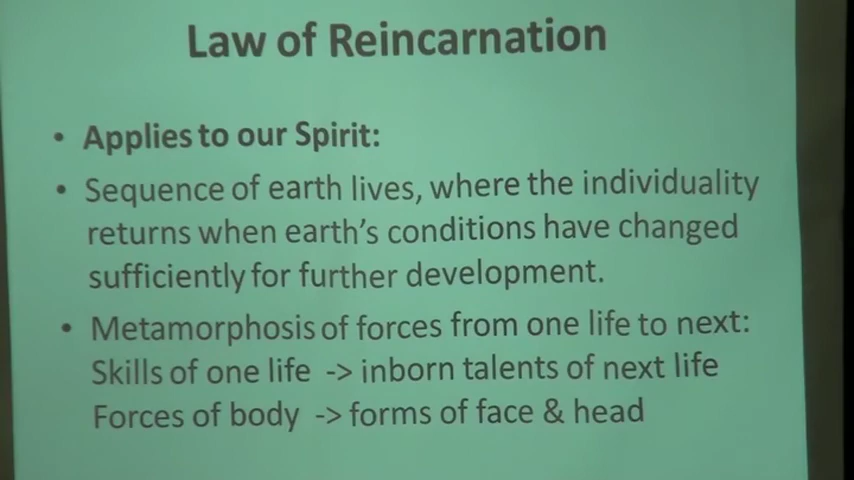 Law of Reincarnation
• Applies to our Spirit:
• Sequence of earth lives, where the individuality
returns when earth's conditions have changed
sufficiently for further development.
• Metamorphosis of forces from one life to next:
Skills of one life -> inborn talents of next life
Forces of body -> forms of face & head